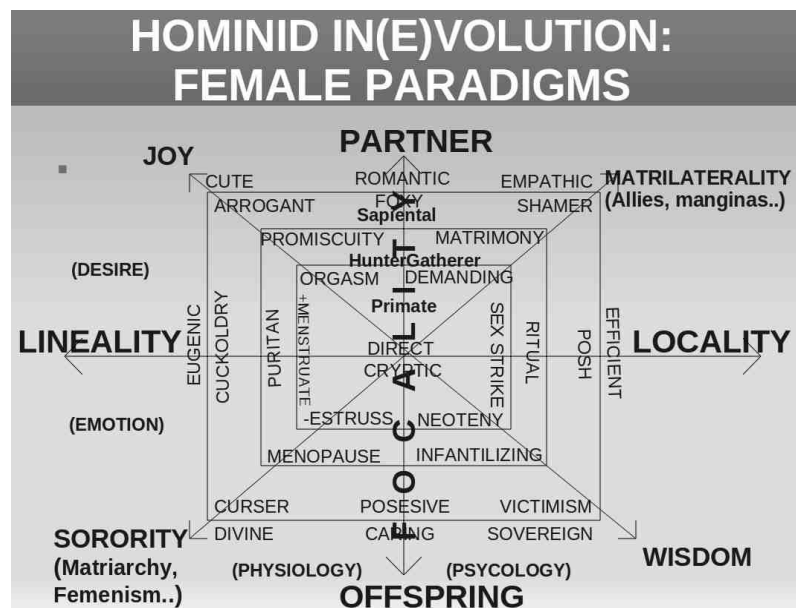 HOMINID IN(E)VOLUTION:
FEMALE PARADIGMS
PARTNER
JOY
CUTE
ROMANTIC
EMPATHIC
MATRILATERALITY
(Allies, manginas..)
ARROGANT
FOXY
SHAMER
Sapiental
PROMISCUITY
MATRIMONY
HunterGatherer
(DESIRE)
ORGASM
DEMANDING
Primate
EUGENIC
CUCKOLDRY
PURITAN
+MENSTRUATE
SEX STRIKE
RITUAL
POSH
EFFICIENT
LINEALITY
LOCALITY
DIRECT
CRYPTIC
FOCALITY
(EMOTION)
-ESTRUSS
NEOTENY
MENOPAUSE
INFANTILIZING
CURSER
POSESIVE
VICTIMISM
DIVINE
CARING
SOVEREIGN
SORORITY
(Matriarchy,
Femenism..)
WISDOM
(PHYSIOLOGY)
(PSYCOLOGY)
OFFSPRING